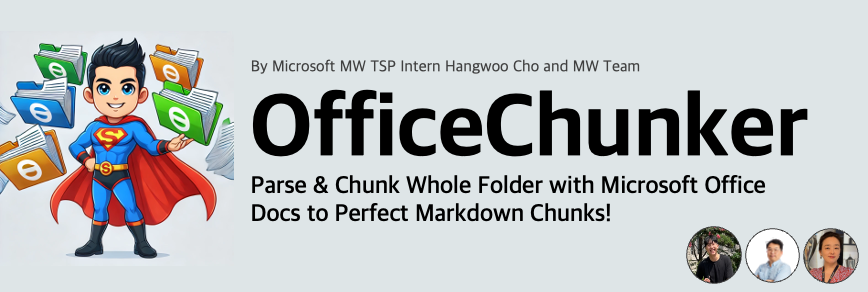 By Microsoft MW TSP Intern Hangwoo Cho and MW Team
OfficeChunker
Parse & Chunk Whole Folder with Microsoft Office
Docs to Perfect Markdown Chunks!
S
S